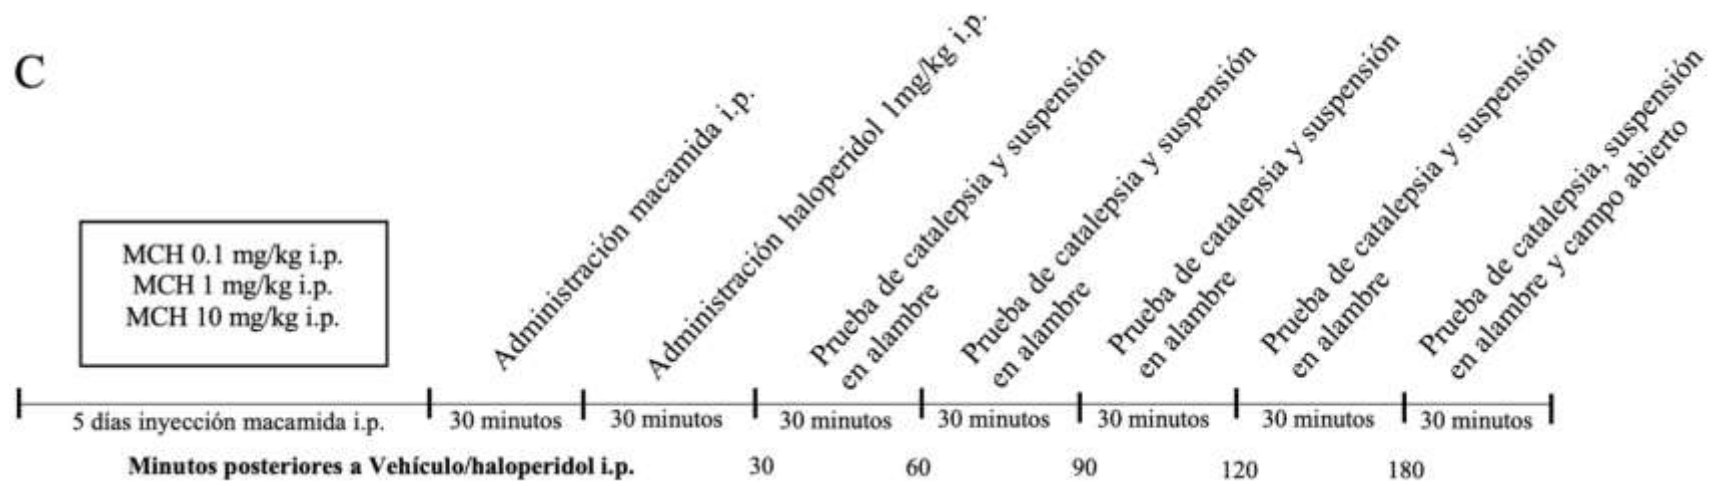 C
MCH 0.1 mg/kg i.p.
MCH 1 mg/kg i.p.
MCH 10 mg/kg i.p.
Administración macamida i.p.
Administración haloperidol 1mg/kg i.p.
Prueba de catalepsia y suspensión
en alambre
Prueba de catalepsia y suspensión
en alambre
Prueba de catalepsia y suspensión
en alambre
Prueba de catalepsia y suspensión
en alambre
Prueba de catalepsia, suspensión
en alambre y campo abierto
5 días inyección macamida i.p.
30 minutos
30 minutos
30 minutos
30 minutos
30 minutos
30 minutos
30 minutos
Minutos posteriores a Vehículo/haloperidol i.p.
30
60
90
120
180